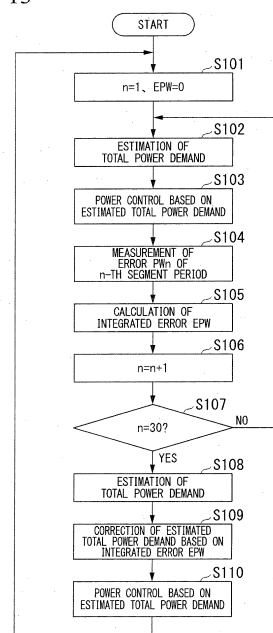 START
S101
n=1、EPW=0
S102
ESTIMATION OF
TOTAL POWER DEMAND
S103
POWER CONTROL BASED ON
ESTIMATED TOTAL POWER DEMAND
S104
MEASUREMENT OF
ERROR PWn OF
n-TH SEGMENT PERIOD
S105
CALCULATION OF
INTEGRATED ERROR EPW
S106
n=n+1
S107
n=30?
NO
YES
S108
ESTIMATION OF
TOTAL POWER DEMAND
S109
CORRECTION OF ESTIMATED
TOTAL POWER DEMAND BASED ON
INTEGRATED ERROR EPW
S110
POWER CONTROL BASED ON
ESTIMATED TOTAL POWER DEMAND